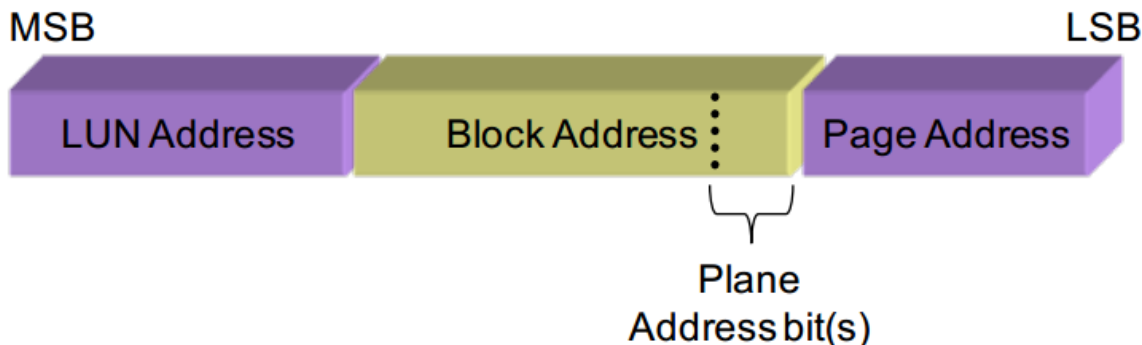 MSB
LSB
LUN Address
Block Address
Page Address
Plane
Address bit(s)